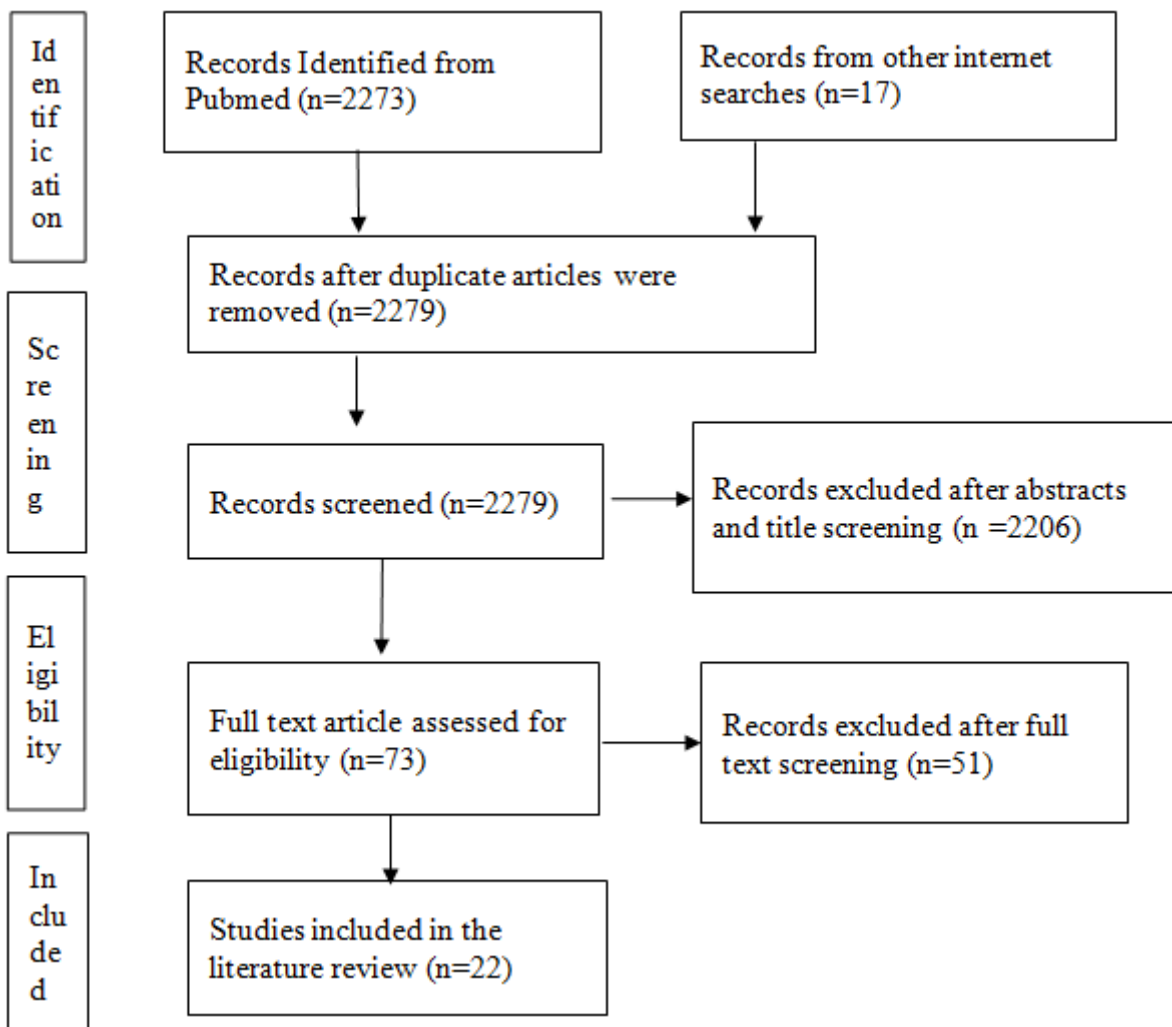 Id
en
tif
ic
ati
on
Records Identified from
Pubmed (n=2273)
Records from other internet
searches (n=17)
Records after duplicate articles were
removed (n=2279)
Sc
re
en
in
g
Records screened (n=2279)
Records excluded after abstracts
and title screening (n =2206)
El
igi
bil
ity
Full text article assessed for
eligibility (n=73)
Records excluded after full
text screening (n=51)
In
clu
de
d
Studies included in the
literature review (n=22)